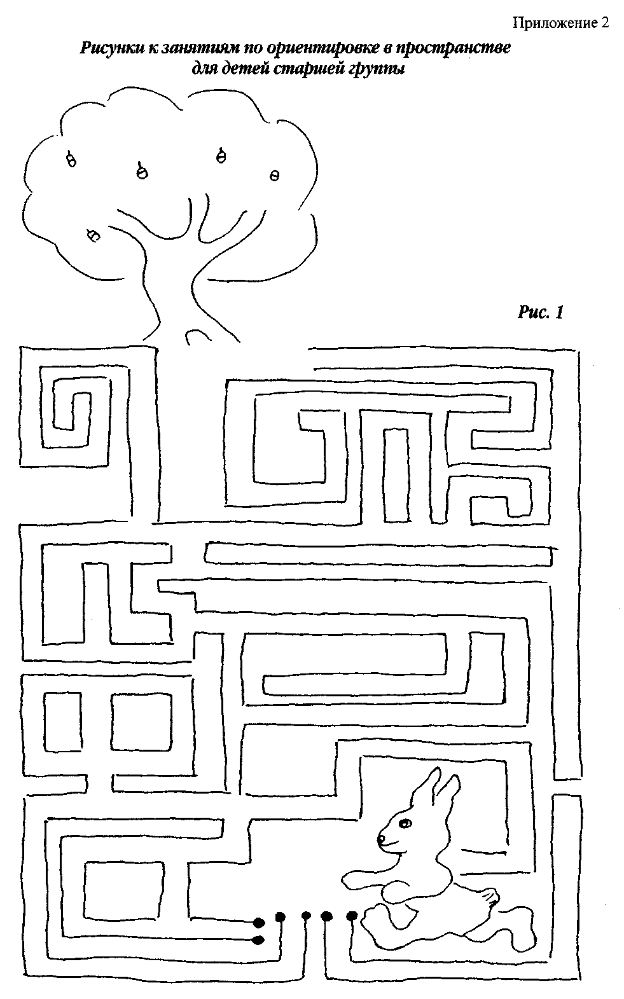 Приложение 2
Рисунки к занятиям по ориентировке в пространстве
для детей старшей группы
Рис. 1